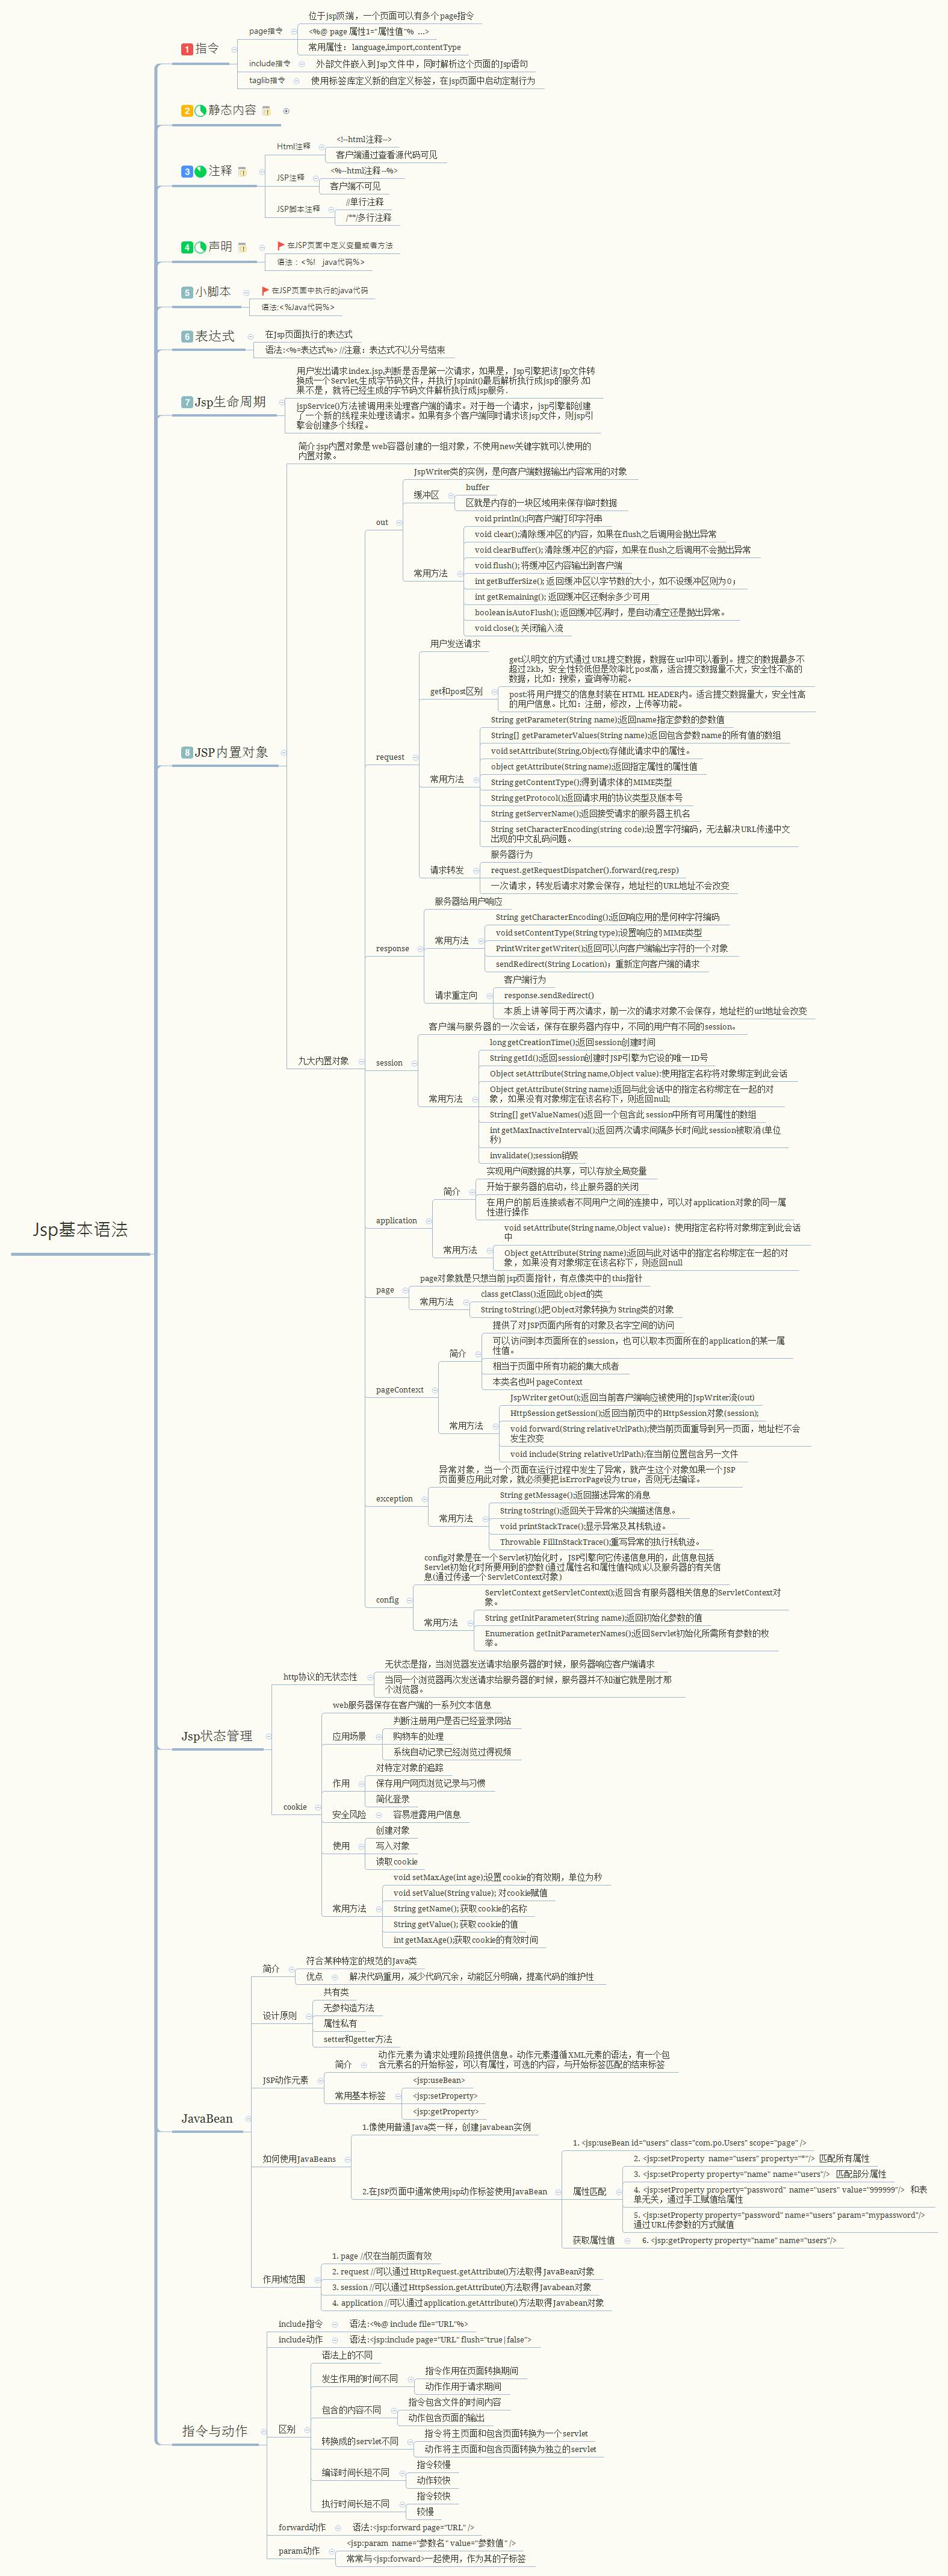 Jsp基本语法
1 指令
page指令
位于jsp顶端，一个页面可以有多个page指令
<%@ page 属性1="属性值"% ...>
常用属性：language,import,contentType
include指令
外部文件嵌入到Jsp文件中，同时解析这个页面的Jsp语句
taglib指令
使用标签库定义新的自定义标签，在jsp页面中启动定制行为
2 静态内容
3 注释
Html注释
<!--html注释-->
客户端通过查看源代码可见
JSP注释
<%--html注释--%>
客户端不可见
JSP脚本注释
//单行注释
/**/多行注释
4 声明
在JSP页面中定义变量或者方法
语法：<%! java代码%>
5 小脚本
在JSP页面中执行的java代码
语法:<%Java代码%>
6 表达式
在Jsp页面执行的表达式
语法:<%=表达式%> //注意：表达式不以分号结束
7 Jsp生命周期
用户发出请求index.jsp,判断是否是第一次请求，如果是，Jsp引擎把该Jsp文件转
换成一个Servlet,生成字节码文件，并执行Jspinit()最后解析执行成jsp的服务.如
果不是，就将已经生成的字节码文件解析执行成jsp服务.
jspService()方法被调用来处理客户端的请求。对于每一个请求，jsp引擎都创建
了一个新的线程来处理该请求。如果有多个客户端同时请求该jsp文件，则jsp引
擎会创建多个线程。
8 JSP内置对象
简介:jsp内置对象是web容器创建的一组对象，不使用new关键字就可以使用的
内置对象。
九大内置对象
out
JspWriter类的实例，是向客户端数据输出内容常用的对象
缓冲区
buffer
区就是内存的一块区域用来保存临时数据
常用方法
void println();向客户端打印字符串
void clear();清除缓冲区的内容，如果在flush之后调用会抛出异常
void clearBuffer(); 清除缓冲区的内容，如果在flush之后调用不会抛出异常
void flush(); 将缓冲区内容输出到客户端
int getBufferSize(); 返回缓冲区以字节数的大小，如不设缓冲区则为0；
int getRemaining(); 返回缓冲区还剩余多少可用
boolean isAutoFlush(); 返回缓冲区满时，是自动清空还是抛出异常。
void close(); 关闭输入流
request
用户发送请求
get和post区别
get:以明文的方式通过URL提交数据，数据在url中可以看到。提交的数据最多不
超过2kb，安全性较低但是效率比post高，适合提交数据量不大，安全性不高的
数据，比如：搜索，查询等功能。
post:将用户提交的信息封装在HTML HEADER内。适合提交数据量大，安全性高
的用户信息。比如：注册，修改，上传等功能。
常用方法
String getParameter(String name);返回name指定参数的参数值
String[] getParameterValues(String name);返回包含参数name的所有值的数组
void setAttribute(String,Object);存储此请求中的属性。
object getAttribute(String name);返回指定属性的属性值
String getContentType();得到请求体的MIME类型
String getProtocol();返回请求用的协议类型及版本号
String getServerName();返回接受请求的服务器主机名
String setCharacterEncoding(string code);设置字符编码，无法解决URL传递中文
出现的中文乱码问题。
请求转发
服务器行为
request.getRequestDispatcher().forward(req,resp)
一次请求，转发后请求对象会保存，地址栏的URL地址不会改变
response
服务器给用户响应
常用方法
String getCharacterEncoding();返回响应用的是何种字符编码
void setContentType(String type);设置响应的MIME类型
PrintWriter getWriter();返回可以向客户端输出字符的一个对象
sendRedirect(String Location)；重新定向客户端的请求
请求重定向
客户端行为
response.sendRedirect()
本质上讲等同于两次请求，前一次的请求对象不会保存，地址栏的url地址会改变
session
客户端与服务器的一次会话，保存在服务器内存中，不同的用户有不同的session。
常用方法
long getCreationTime();返回session创建时间
String getId();返回session创建时JSP引擎为它设的唯一ID号
Object setAttribute(String name,Object value):使用指定名称将对象绑定到此会话
Object getAttribute(String name);返回与此会话中的指定名称绑定在一起的对
象，如果没有对象绑定在该名称下，则返回null;
String[] getValueNames();返回一个包含此session中所有可用属性的数组
int getMaxInactiveInterval();返回两次请求间隔多长时间此session被取消(单位
秒)
invalidate();session销毁
application
简介
实现用户间数据的共享，可以存放全局变量
开始于服务器的启动，终止服务器的关闭
在用户的前后连接或者不同用户之间的连接中，可以对application对象的同一属
性进行操作
常用方法
void setAttribute(String name,Object value)：使用指定名称将对象绑定到此会话
中
Object getAttribute(String name);返回与此对话中的指定名称绑定在一起的对
象，如果没有对象绑定在该名称下，则返回null
page
page对象就是只想当前jsp页面指针，有点像类中的this指针
常用方法
class getClass();返回此object的类
String toString();把Object对象转换为String类的对象
pageContext
简介
提供了对JSP页面内所有的对象及名字空间的访问
可以访问到本页面所在的session，也可以取本页面所在的application的某一属
性值。
相当于页面中所有功能的集大成者
本类名也叫pageContext
常用方法
JspWriter getOut();返回当前客户端响应被使用的JspWriter流(out)
HttpSession getSession();返回当前页中的HttpSession对象(session);
void forward(String relativeUrlPath);使当前页面重导到另一页面，地址栏不会
发生改变
void include(String relativeUrlPath);在当前位置包含另一文件
exception
异常对象，当一个页面在运行过程中发生了异常，就产生这个对象如果一个JSP
页面要应用此对象，就必须要把isErrorPage设为true，否则无法编译。
常用方法
String getMessage();返回描述异常的消息
String toString();返回关于异常的尖端描述信息。
void printStackTrace();显示异常及其栈轨迹。
Throwable FillInStackTrace();重写异常的执行栈轨迹。
config
config对象是在一个Servlet初始化时，JSP引擎向它传递信息用的，此信息包括
Servlet初始化时所要用到的参数(通过属性名和属性值构成)以及服务器的有关信
息(通过传递一个ServletContext对象)
常用方法
ServletContext getServletContext();返回含有服务器相关信息的ServletContext对
象。
String getInitParameter(String name);返回初始化参数的值
Enumeration getInitParameterNames();返回Servlet初始化所需所有参数的枚
举。
Jsp状态管理
http协议的无状态性
无状态是指，当浏览器发送请求给服务器的时候，服务器响应客户端请求
当同一个浏览器再次发送请求给服务器的时候，服务器并不知道它就是刚才那
个浏览器。
cookie
web服务器保存在客户端的一系列文本信息
应用场景
判断注册用户是否已经登录网站
购物车的处理
系统自动记录已经浏览过得视频
作用
对特定对象的追踪
保存用户网页浏览记录与习惯
简化登录
安全风险
容易泄露用户信息
使用
创建对象
写入对象
读取cookie
常用方法
void setMaxAge(int age);设置cookie的有效期，单位为秒
void setValue(String value); 对cookie赋值
String getName(); 获取cookie的名称
String getValue(); 获取cookie的值
int getMaxAge();获取cookie的有效时间
JavaBean
简介
符合某种特定的规范的Java类
优点
解决代码重用，减少代码冗余，动能区分明确，提高代码的维护性
设计原则
共有类
无参构造方法
属性私有
setter和getter方法
JSP动作元素
简介
动作元素为请求处理阶段提供信息。动作元素遵循XML元素的语法，有一个包
含元素名的开始标签，可以有属性，可选的内容，与开始标签匹配的结束标签
常用基本标签
<jsp:useBean>
<jsp:setProperty>
<jsp:getProperty>
如何使用JavaBeans
1.像使用普通Java类一样，创建javabean实例
2.在JSP页面中通常使用jsp动作标签使用JavaBean
1. <jsp:useBean id="users" class="com.po.Users" scope="page" />
属性匹配
2. <jsp:setProperty name="users" property="*"/> 匹配所有属性
3. <jsp:setProperty property="name" name="users"/> 匹配部分属性
4. <jsp:setProperty property="password" name="users" value="999999"/> 和表
单无关，通过手工赋值给属性
5. <jsp:setProperty property="password" name="users" param="mypassword"/>
通过URL传参数的方式赋值
获取属性值
6. <jsp:getProperty property="name" name="users"/>
作用域范围
1. page //仅在当前页面有效
2. request //可以通过HttpRequest.getAttribute()方法取得JavaBean对象
3. session //可以通过HttpSession.getAttribute()方法取得Javabean对象
4. application //可以通过application.getAttribute()方法取得Javabean对象
指令与动作
include指令
语法:<%@ include file="URL"%>
include动作
语法:<jsp:include page="URL" flush="true|false">
区别
语法上的不同
发生作用的时间不同
指令作用在页面转换期间
动作作用于请求期间
包含的内容不同
指令包含文件的时间内容
动作包含页面的输出
转换成的servlet不同
指令将主页面和包含页面转换为一个servlet
动作将主页面和包含页面转换为独立的servlet
编译时间长短不同
指令较慢
动作较快
执行时间长短不同
指令较快
较慢
forward动作
语法:<jsp:forward page="URL" />
param动作
<jsp:param name="参数名" value="参数值" />
常常与<jsp:forward>一起使用，作为其的子标签